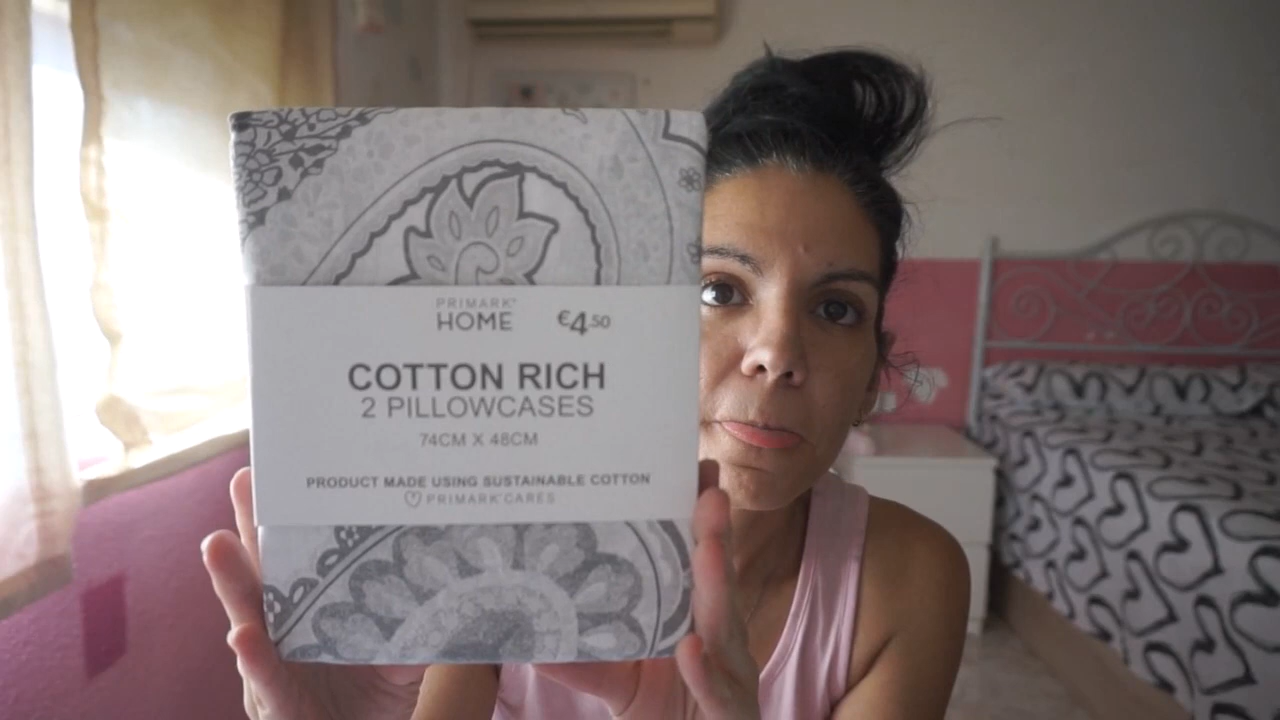 PRIMARK®
HOME
€4.50
COTTON RICH
2 PILLOWCASES
74CM X 48CM
PRODUCT MADE USING SUSTAINABLE COTTON
PRIMARK® CARES